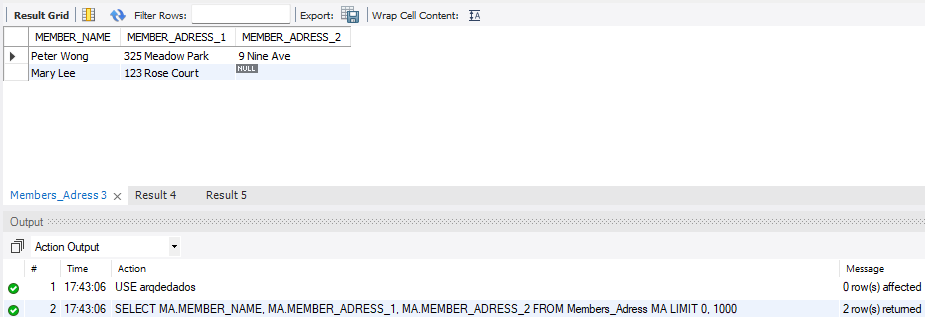 Result Grid Filter Rows: Export: Wrap Cell Content:
MEMBER_NAME MEMBER_ADRESS_1 MEMBER_ADRESS_2
Peter Wong 325 Meadow Park 9 Nine Ave
Mary Lee 123 Rose Court NULL
Members_Adress 3 Result 4 Result 5
Output
Action Output
# Time Action Message
1 17:43:06 USE arqdedados 0 row(s) affected
2 17:43:06 SELECT MA.MEMBER_NAME, MA.MEMBER_ADRESS_1, MA.MEMBER_ADRESS_2 FROM Members_Adress MA LIMIT 0, 1000 2 row(s) returned